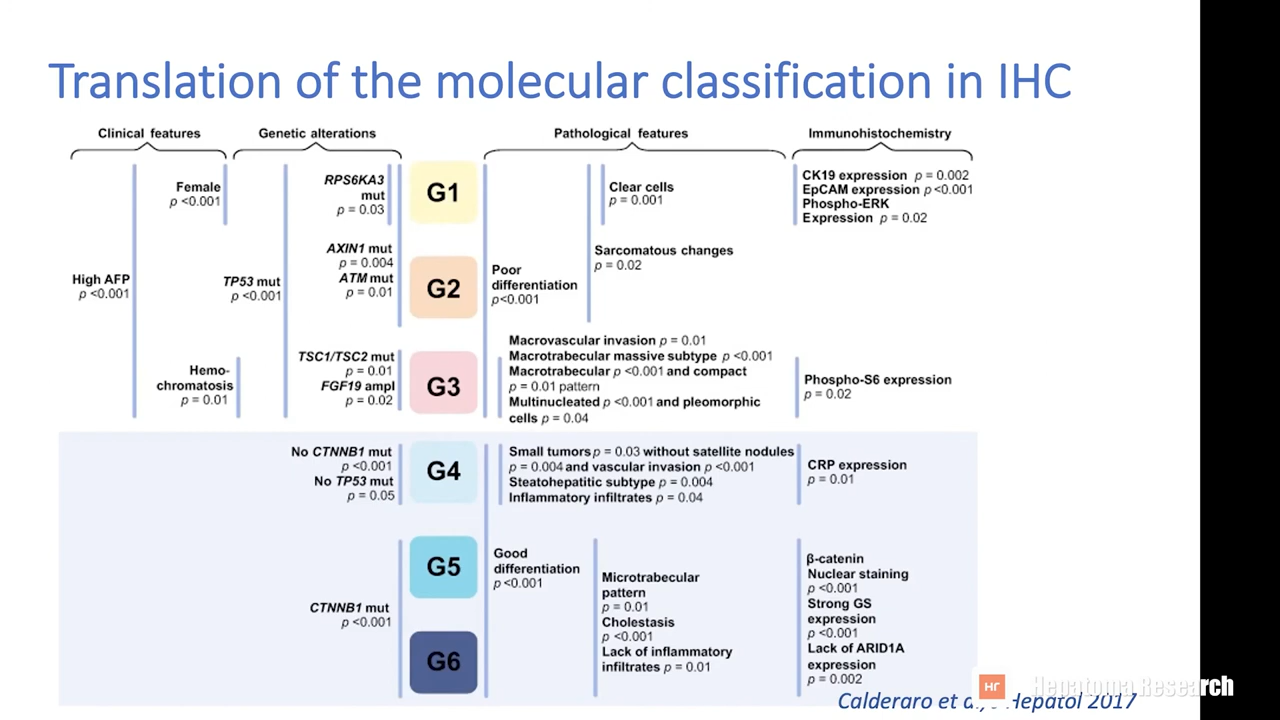 Translation of the molecular classification in IHC
Clinical features
Genetic alterations
Pathological features
Immunohistochemistry
High AFP
p <0.001
Female
p <0.001
Hemo-
chromatosis
p = 0.01
TP53 mut
p <0.001
RPS6KA3
mut
p = 0.03
AXIN1 mut
p = 0.004
ATM mut
p = 0.01
TSC1/TSC2 mut
p = 0.01
FGF19 ampl
p = 0.02
No CTNNB1 mut
p <0.001
No TP53 mut
p = 0.05
CTNNB1 mut
p <0.001
G1
G2
G3
G4
G5
G6
Poor
differentiation
p<0.001
Clear cells
p = 0.001
Sarcomatous changes
p = 0.02
Macrovascular invasion p = 0.01
Macrotrabecular massive subtype p <0.001
Macrotrabecular p <0.001 and compact
p = 0.01 pattern
Multinucleated p <0.001 and pleomorphic
cells p = 0.04
Small tumors p = 0.03 without satellite nodules
p = 0.004 and vascular invasion p <0.001
Steatohepatitic subtype p = 0.004
Inflammatory infiltrates p = 0.04
Good
differentiation
p <0.001
Microtrabecular
pattern
p = 0.01
Cholestasis
p <0.001
Lack of inflammatory
infiltrates p = 0.01
CK19 expression p = 0.002
EpCAM expression p <0.001
Phospho-ERK
Expression p = 0.02
Phospho-S6 expression
p = 0.02
CRP expression
p = 0.01
β-catenin
Nuclear staining
p <0.001
Strong GS
expression
p <0.001
Lack of ARID1A
expression
p = 0.002
Calderaro et Hepatol 2017
HR Hepatoma Research